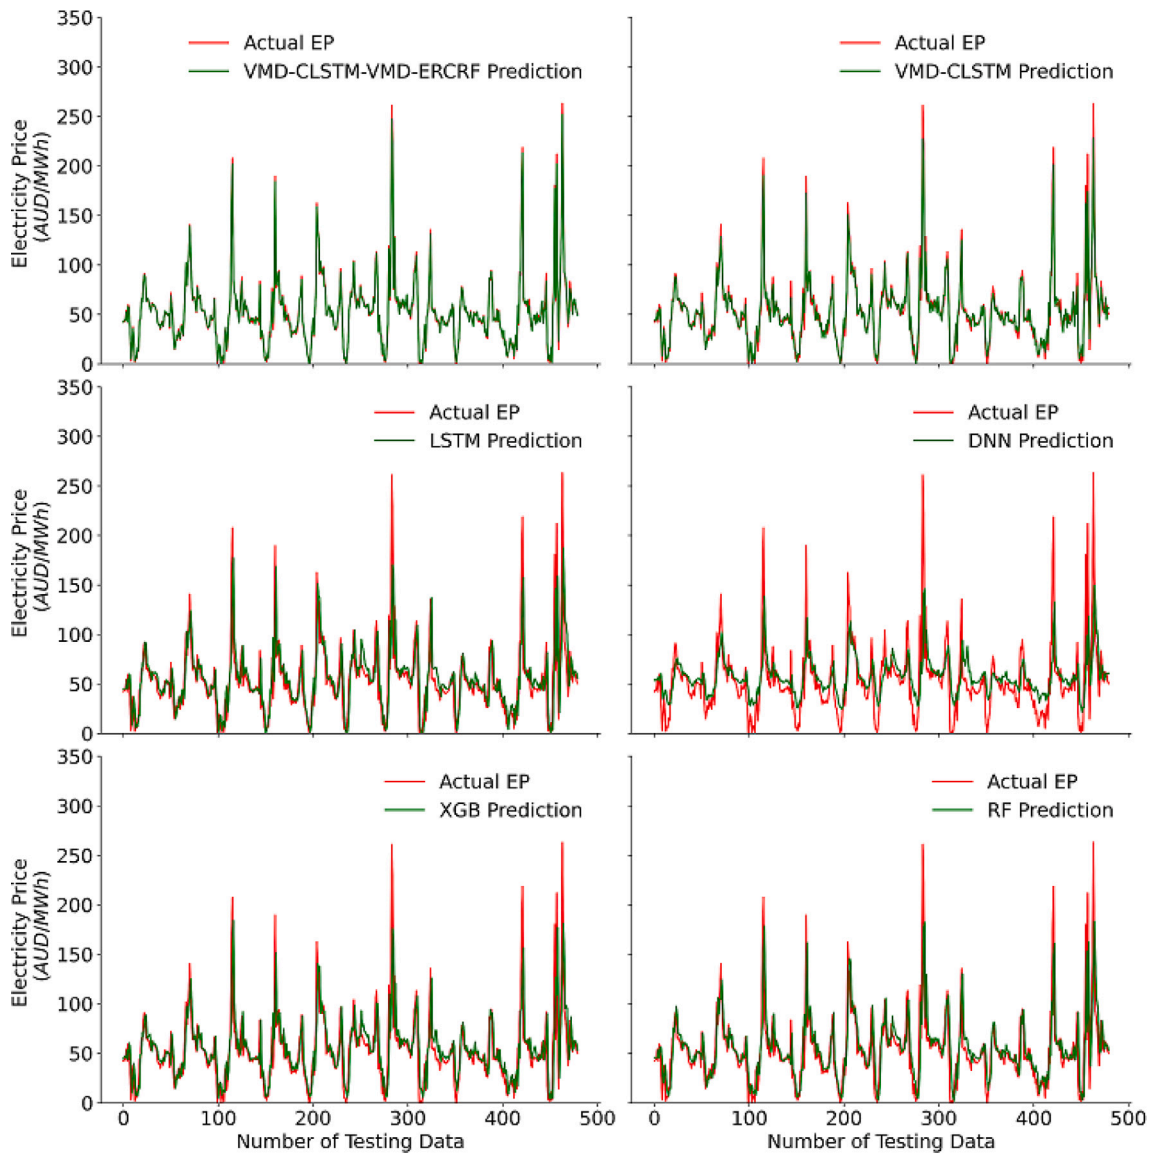 350
300
250
200
150
100
50
0
Electricity Price
(AUD/MWh)
Actual EP
VMD-CLSTM-VMD-ERCRF Prediction
Actual EP
VMD-CLSTM Prediction
350
300
250
200
150
100
50
0
Electricity Price
(AUD/MWh)
Actual EP
LSTM Prediction
Actual EP
DNN Prediction
350
300
250
200
150
100
50
0
Electricity Price
(AUD/MWh)
Actual EP
XGB Prediction
Actual EP
RF Prediction
0 100 200 300 400 500
Number of Testing Data
0 100 200 300 400 500
Number of Testing Data